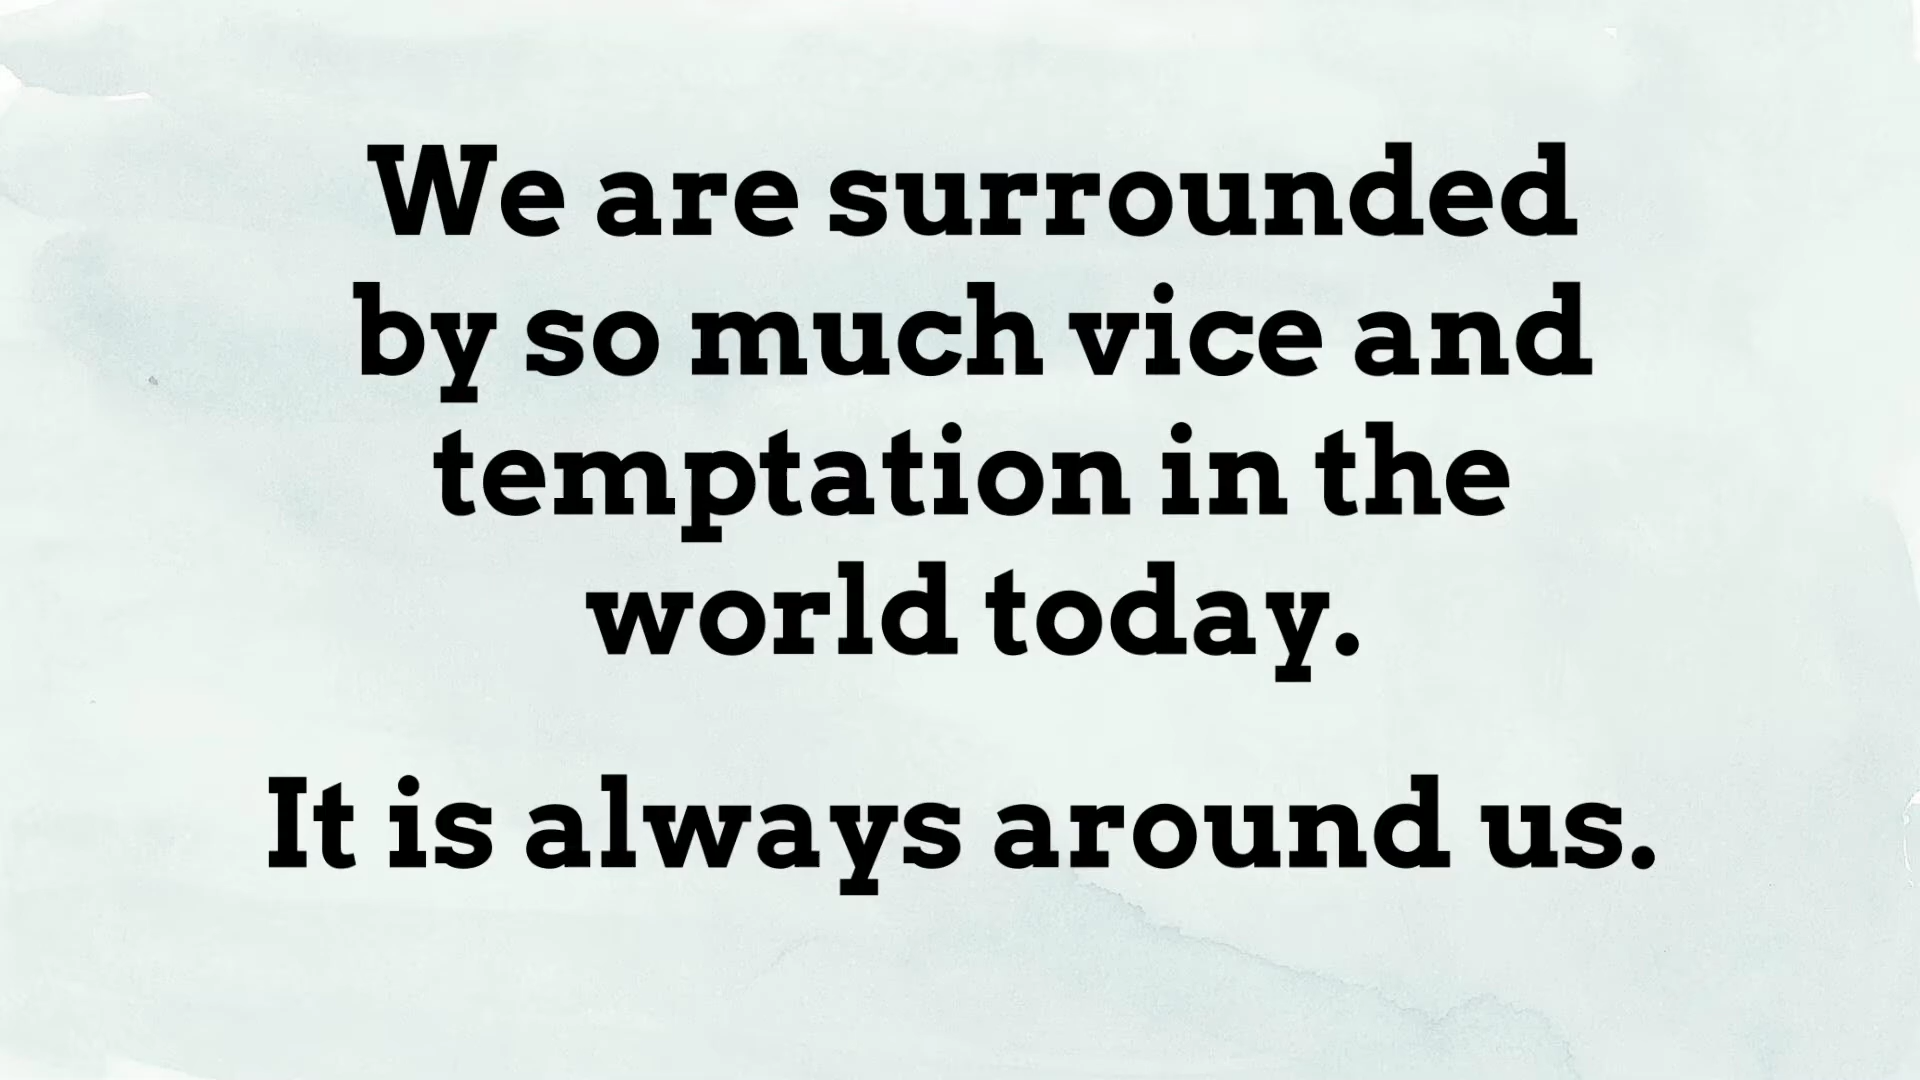 We are surrounded
by so much vice and
temptation in the
world today.
It is always around us.